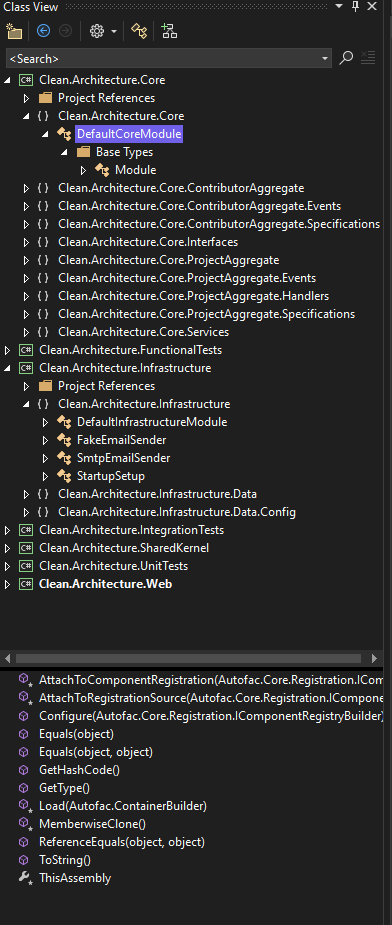 Class View
<Search>
Clean.Architecture.Core
Project References
Clean.Architecture.Core
DefaultCoreModule
Base Types
Module
Clean.Architecture.Core.ContributorAggregate
Clean.Architecture.Core.ContributorAggregate.Events
Clean.Architecture.Core.ContributorAggregate.Specifications
Clean.Architecture.Core.Interfaces
Clean.Architecture.Core.ProjectAggregate
Clean.Architecture.Core.ProjectAggregate.Events
Clean.Architecture.Core.ProjectAggregate.Handlers
Clean.Architecture.Core.ProjectAggregate.Specifications
Clean.Architecture.Core.Services
Clean.Architecture.FunctionalTests
Clean.Architecture.Infrastructure
Project References
Clean.Architecture.Infrastructure
DefaultInfrastructureModule
FakeEmailSender
SmtpEmailSender
StartupSetup
Clean.Architecture.Infrastructure.Data
Clean.Architecture.Infrastructure.Data.Config
Clean.Architecture.IntegrationTests
Clean.Architecture.SharedKernel
Clean.Architecture.UnitTests
Clean.Architecture.Web
AttachToComponentRegistration(Autofac.Core.Registration.ICom
AttachToRegistrationSource(Autofac.Core.Registration.ICompone
Configure(Autofac.Core.Registration.IComponentRegistryBuilder)
Equals(object)
Equals(object, object)
GetHashCode()
GetType()
Load(Autofac.ContainerBuilder)
MemberwiseClone()
ReferenceEquals(object, object)
ToString()
ThisAssembly